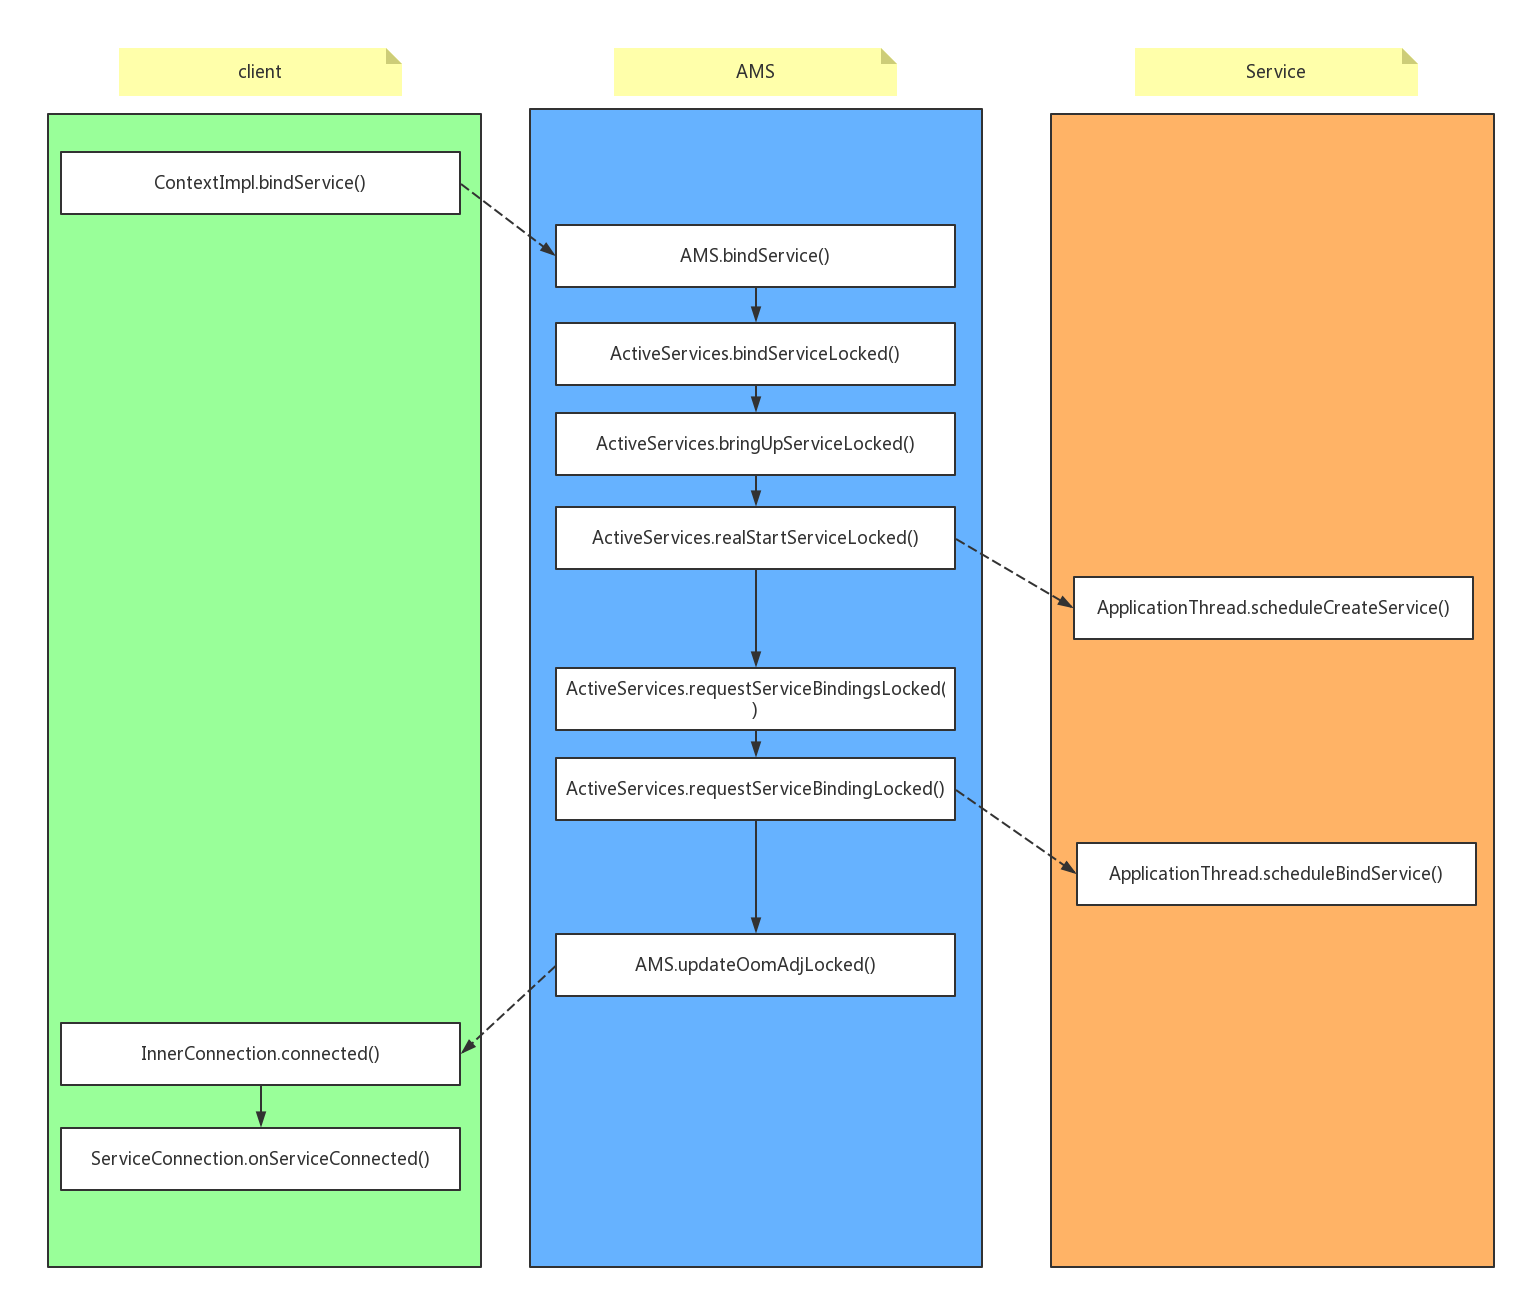 client
AMS
Service
ContextImpl.bindService()
AMS.bindService()
ActiveServices.bindServiceLocked()
ActiveServices.bringUpServiceLocked()
ActiveServices.realStartServiceLocked()
ApplicationThread.scheduleCreateService()
ActiveServices.requestServiceBindingsLocked(
)
ActiveServices.requestServiceBindingLocked()
ApplicationThread.scheduleBindService()
AMS.updateOomAdjLocked()
InnerConnection.connected()
ServiceConnection.onServiceConnected()